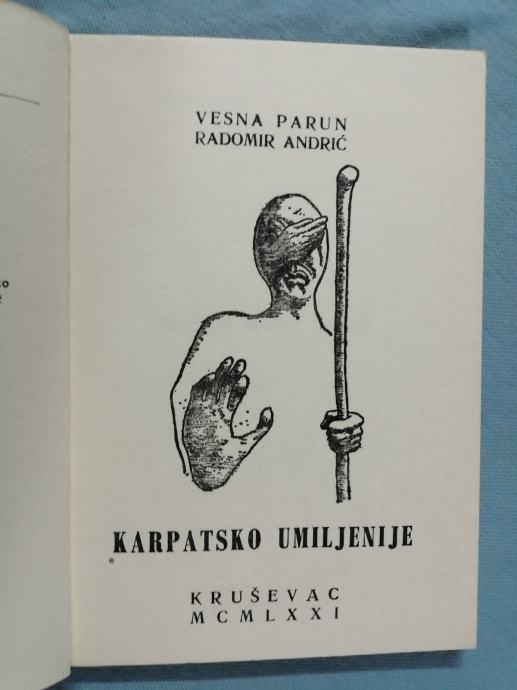 VESNA PARUN
RADOMIR ANDRIĆ
KARPATSKO UMILJENIJE
KRUŠEVAC
MCMLXXI